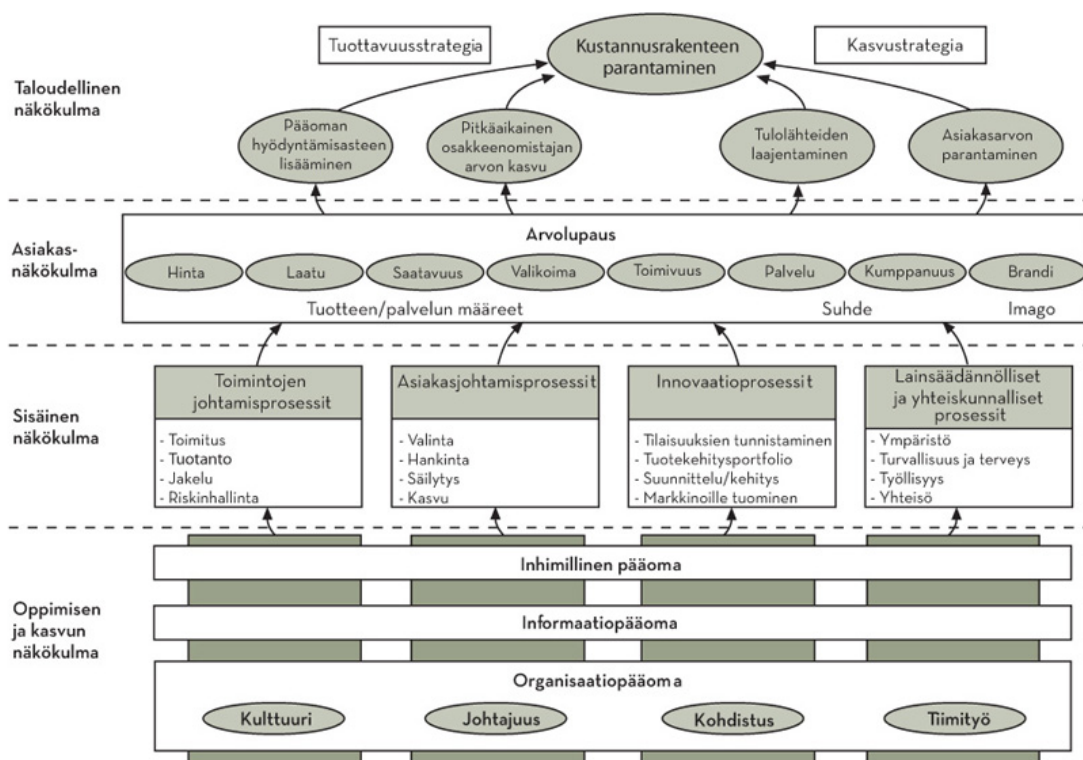 Tuottavuusstrategia
Kustannusrakenteen
parantaminen
Kasvustrategia
Taloudellinen
näkökulma
Pääoman
hyödyntämisasteen
lisääminen
Pitkäaikainen
osakkeenomistajan
arvon kasvu
Tulolähteiden
laajentaminen
Asiakasarvon
parantaminen
Asiakas-
näkökulma
Arvolupaus
Hinta
Laatu
Saatavuus
Valikoima
Toimivuus
Palvelu
Kumppanuus
Brandi
Tuotteen/palvelun määreet
Suhde
Imago
Sisäinen
näkökulma
Toimintojen
johtamisprosessit
- Toimitus
- Tuotanto
- Jakelu
- Riskinhallinta
Asiakasjohtamisprosessit
- Valinta
- Hankinta
- Säilytys
- Kasvu
Innovaatioprosessit
- Tilaisuuksien tunnistaminen
- Tuotekehitysportfolio
- Suunnittelu/kehitys
- Markkinoille tuominen
Lainsäädännölliset
ja yhteiskunnalliset
prosessit
- Ympäristö
- Turvallisuus ja terveys
- Työllisyys
- Yhteisö
Oppimisen
ja kasvun
näkökulma
Inhimillinen pääoma
Informaatiopääoma
Organisaatiopääoma
Kulttuuri
Johtajuus
Kohdistus
Tiimityö